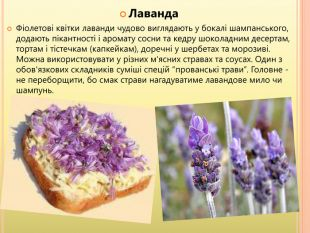 Лаванда
Фіолетові квітки лаванди чудово виглядають у бокалі шампанського,
додають пікантності і аромату сосни та кедру шоколадним десертам,
тортам і тістечкам (капкейкам), доречні у шербетах та морозиві.
Можна використовувати у різних м'ясних стравах та соусах. Один з
обов'язкових складників суміші спецій "прованські трави". Головне -
не переборщити, бо смак страви нагадуватиме лавандове мило чи
шампунь.